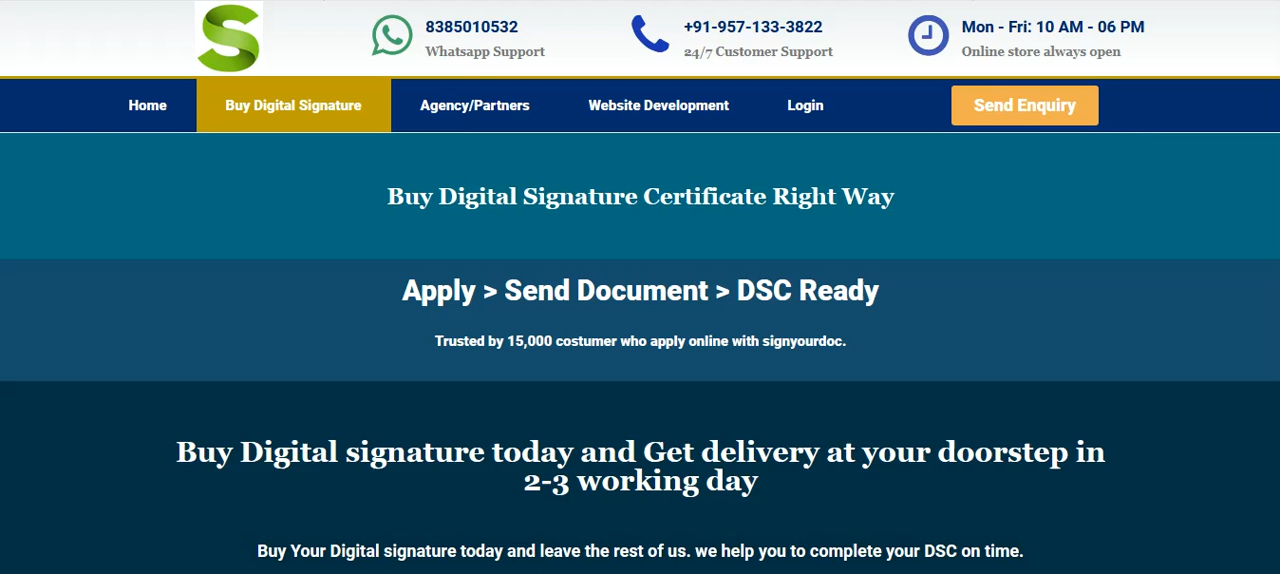 8385010532
Whatsapp Support
+91-957-133-3822
24/7 Customer Support
Mon - Fri: 10 AM - 06 PM
Online store always open
Home
Buy Digital Signature
Agency/Partners
Website Development
Login
Send Enquiry
Buy Digital Signature Certificate Right Way
Apply > Send Document > DSC Ready
Trusted by 15,000 costumer who apply online with signyourdoc.
Buy Digital signature today and Get delivery at your doorstep in
2-3 working day
Buy Your Digital signature today and leave the rest of us. we help you to complete your DSC on time.